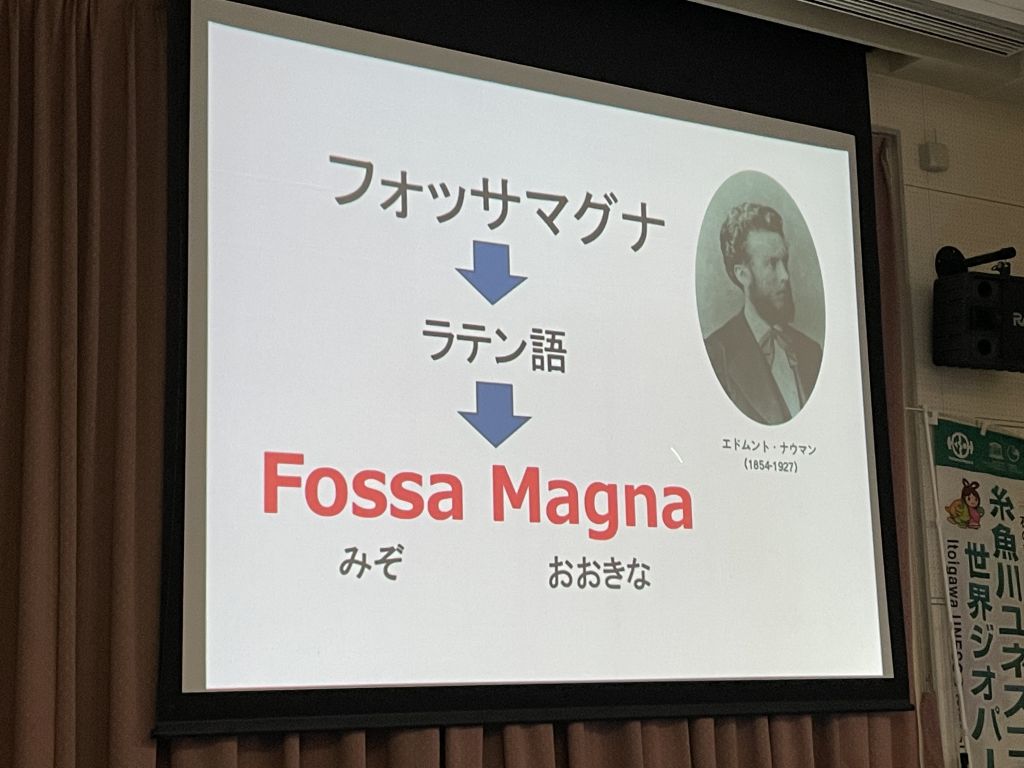 フォッサマグナ
ラテン語
Fossa Magna
みぞ おおきな
エドムント・ナウマン
(1854-1927)
糸魚川ユネスコ
世界ジオパー
Itoigawa UNESC